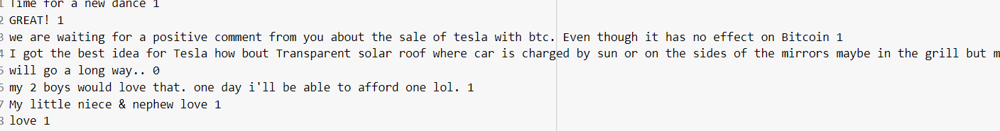 1 Time for a new dance 1
2 GREAT! 1
3 we are waiting for a positive comment from you about the sale of tesla with btc. Even though it has no effect on Bitcoin 1
4 I got the best idea for Tesla how bout Transparent solar roof where car is charged by sun or on the sides of the mirrors maybe in the grill but m
5 will go a long way.. 0
6 my 2 boys would love that. one day i'll be able to afford one lol. 1
7 My little niece & nephew love 1
8 love 1